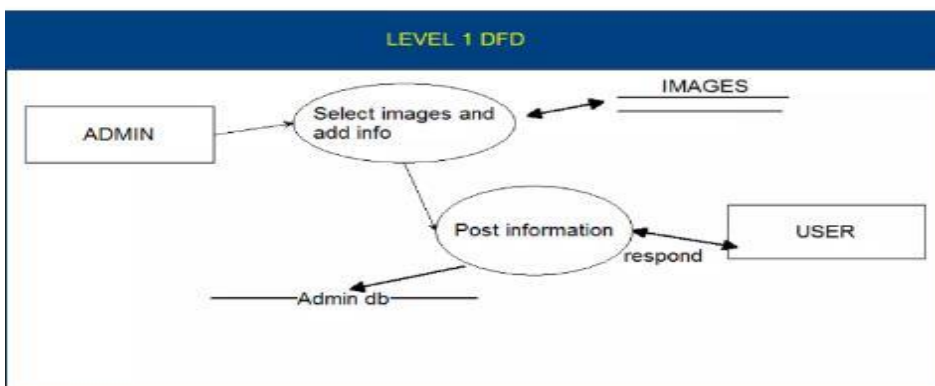 LEVEL 1 DFD
IMAGES
Select images and
add info
ADMIN
Post information
USER
respond
Admin db